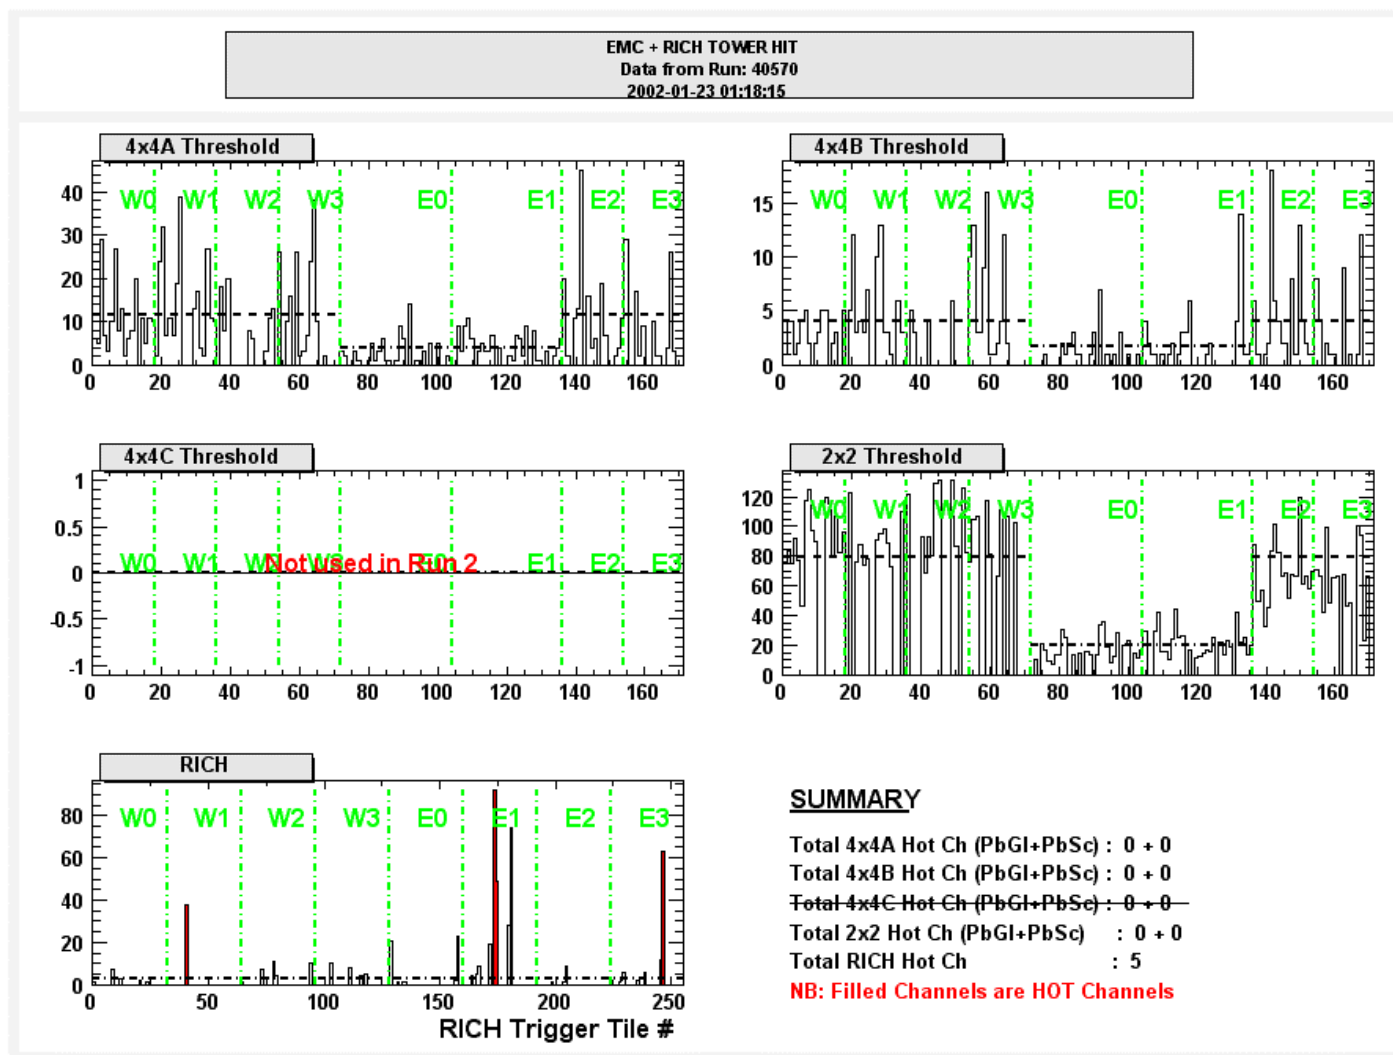 EMC + RICH TOWER HIT
Data from Run: 40570
2002-01-23 01:18:15
4x4A Threshold
W0 W1 W2 W3 E0 E1 E2 E3
40
30
20
10
0
0 20 40 60 80 100 120 140 160
4x4B Threshold
W0 W1 W2 W3 E0 E1 E2 E3
15
10
5
0
0 20 40 60 80 100 120 140 160
4x4C Threshold
1
0.5
0
-0.5
-1
W0 W1 W2 W3 E0 E1 E2 E3
Not used in Run 2
0 20 40 60 80 100 120 140 160
2x2 Threshold
W0 W1 W2 W3 E0 E1 E2 E3
120
100
80
60
40
20
0
0 20 40 60 80 100 120 140 160
RICH
W0 W1 W2 W3 E0 E1 E2 E3
80
60
40
20
0
0 50 100 150 200 250
RICH Trigger Tile #
SUMMARY
Total 4x4A Hot Ch (PbGl+PbSc) : 0 + 0
Total 4x4B Hot Ch (PbGl+PbSc) : 0 + 0
Total 4x4C Hot Ch (PbGl+PbSc) : 0 + 0
Total 2x2 Hot Ch (PbGl+PbSc) : 0 + 0
Total RICH Hot Ch : 5
NB: Filled Channels are HOT Channels